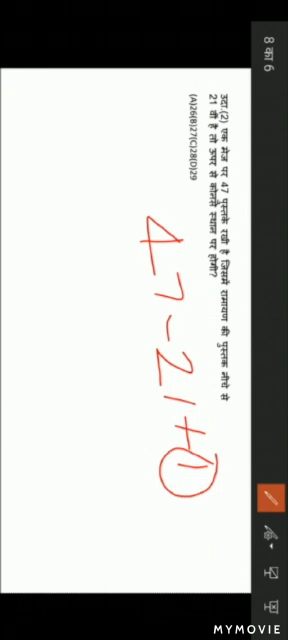 8 का 6
उदा.(2) एक मेज पर 47 पुस्तके रखी है जिसमे रामायण की पुस्तक नीचे से
21 वी है तो ऊपर से कोनसे स्थान पर होगी?
(A)26(B)27(C)28(D)29
47-21+1
MYMOVIE